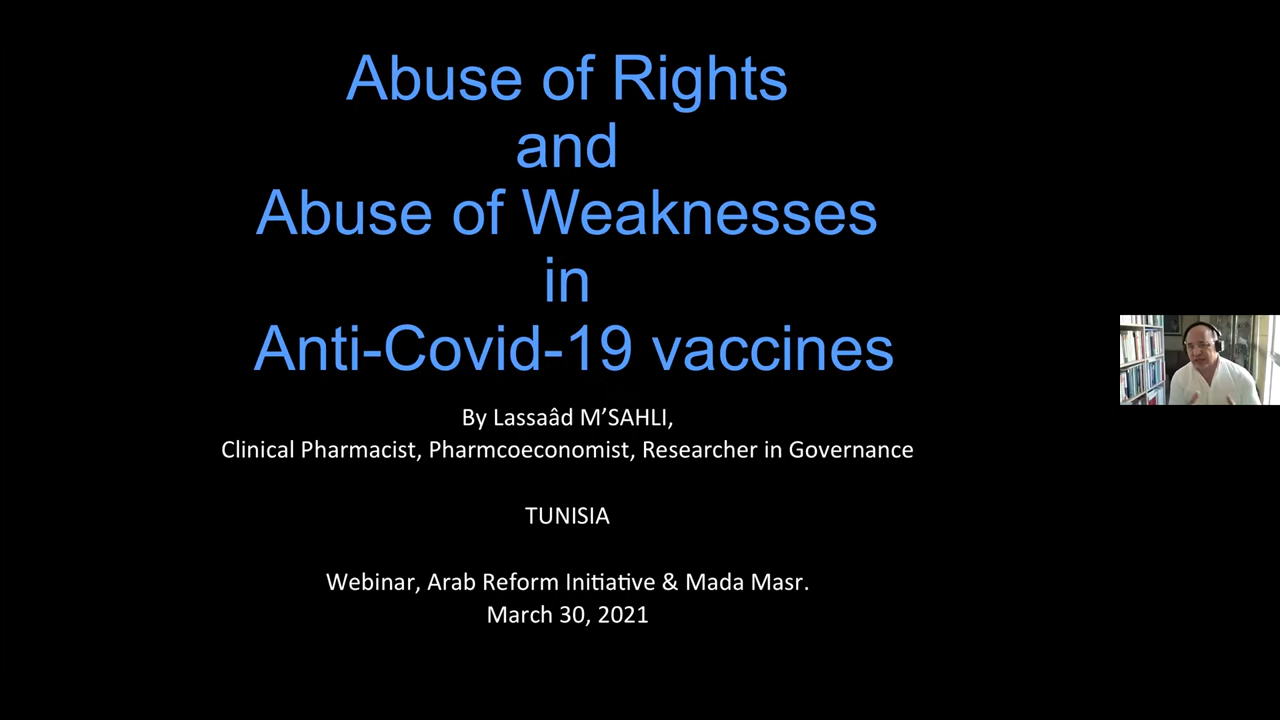 Abuse of Rights
and
Abuse of Weaknesses
in
Anti-Covid-19 vaccines
By Lassaâd M’SAHLI,
Clinical Pharmacist, Pharmcoeconomist, Researcher in Governance
TUNISIA
Webinar, Arab Reform Initiative & Mada Masr.
March 30, 2021